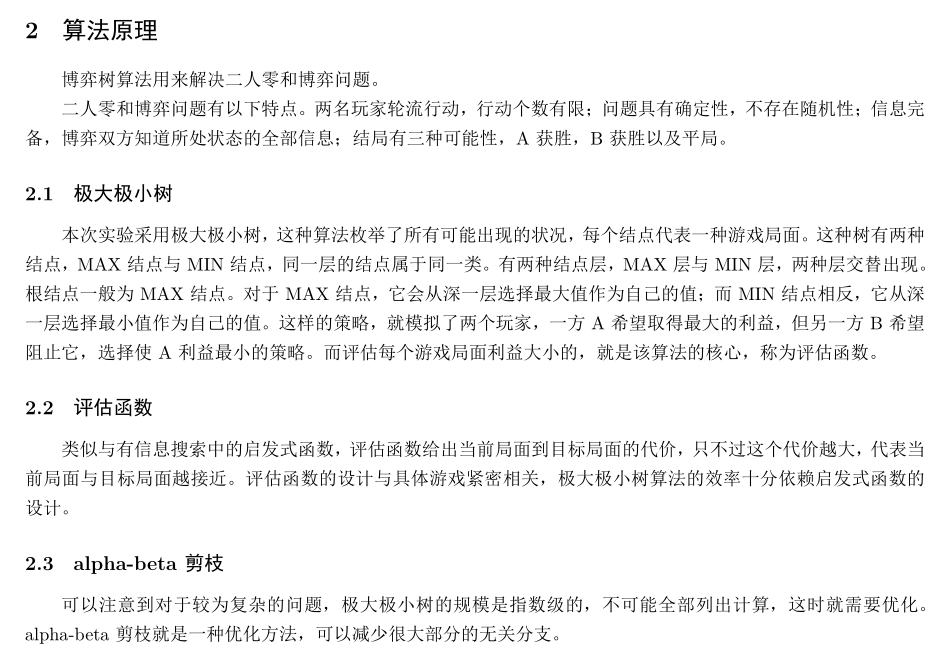 2 算法原理
博弈树算法用来解决二人零和博弈问题。
二人零和博弈问题有以下特点。两名玩家轮流行动，行动个数有限；问题具有确定性，不存在随机性；信息完
备，博弈双方知道所处状态的全部信息；结局有三种可能性，A 获胜，B 获胜以及平局。
2.1 极大极小树
本次实验采用极大极小树，这种算法枚举了所有可能出现的状况，每个结点代表一种游戏局面。这种树有两种
结点，MAX 结点与 MIN 结点，同一层的结点属于同一类。有两种结点层，MAX 层与 MIN 层，两种层交替出现。
根结点一般为 MAX 结点。对于 MAX 结点，它会从深一层选择最大值作为自己的值；而 MIN 结点相反，它从深
一层选择最小值作为自己的值。这样的策略，就模拟了两个玩家，一方 A 希望取得最大的利益，但另一方 B 希望
阻止它，选择使 A 利益最小的策略。而评估每个游戏局面利益大小的，就是该算法的核心，称为评估函数。
2.2 评估函数
类似与有信息搜索中的启发式函数，评估函数给出当前局面到目标局面的代价，只不过这个代价越大，代表当
前局面与目标局面越接近。评估函数的设计与具体游戏紧密相关，极大极小树算法的效率十分依赖启发式函数的
设计。
2.3 alpha-beta 剪枝
可以注意到对于较为复杂的问题，极大极小树的规模是指数级的，不可能全部列出计算，这时就需要优化。
alpha-beta 剪枝就是一种优化方法，可以减少很大部分的无关分支。